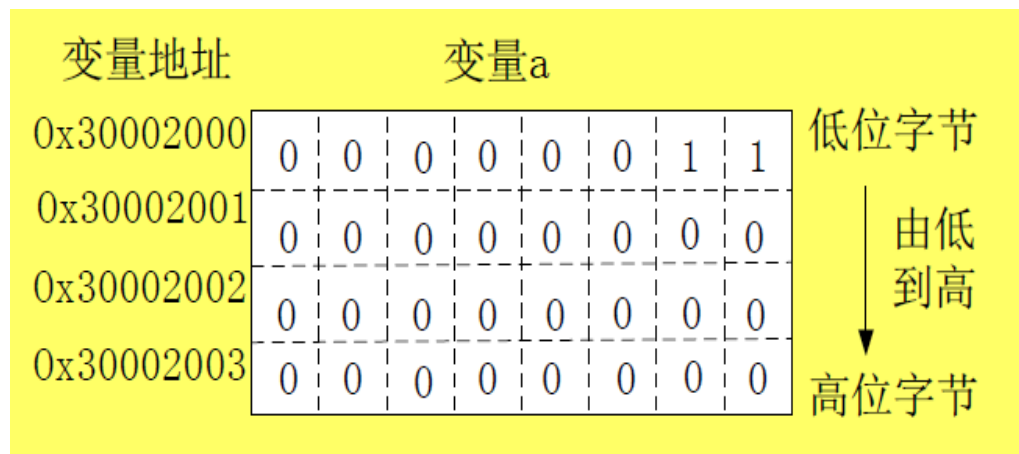 变量地址 变量a
0x30002000 0 0 0 0 0 0 1 1 低位字节
0x30002001 0 0 0 0 0 0 0 0 由低
0x30002002 0 0 0 0 0 0 0 0 到高
0x30002003 0 0 0 0 0 0 0 0 高位字节